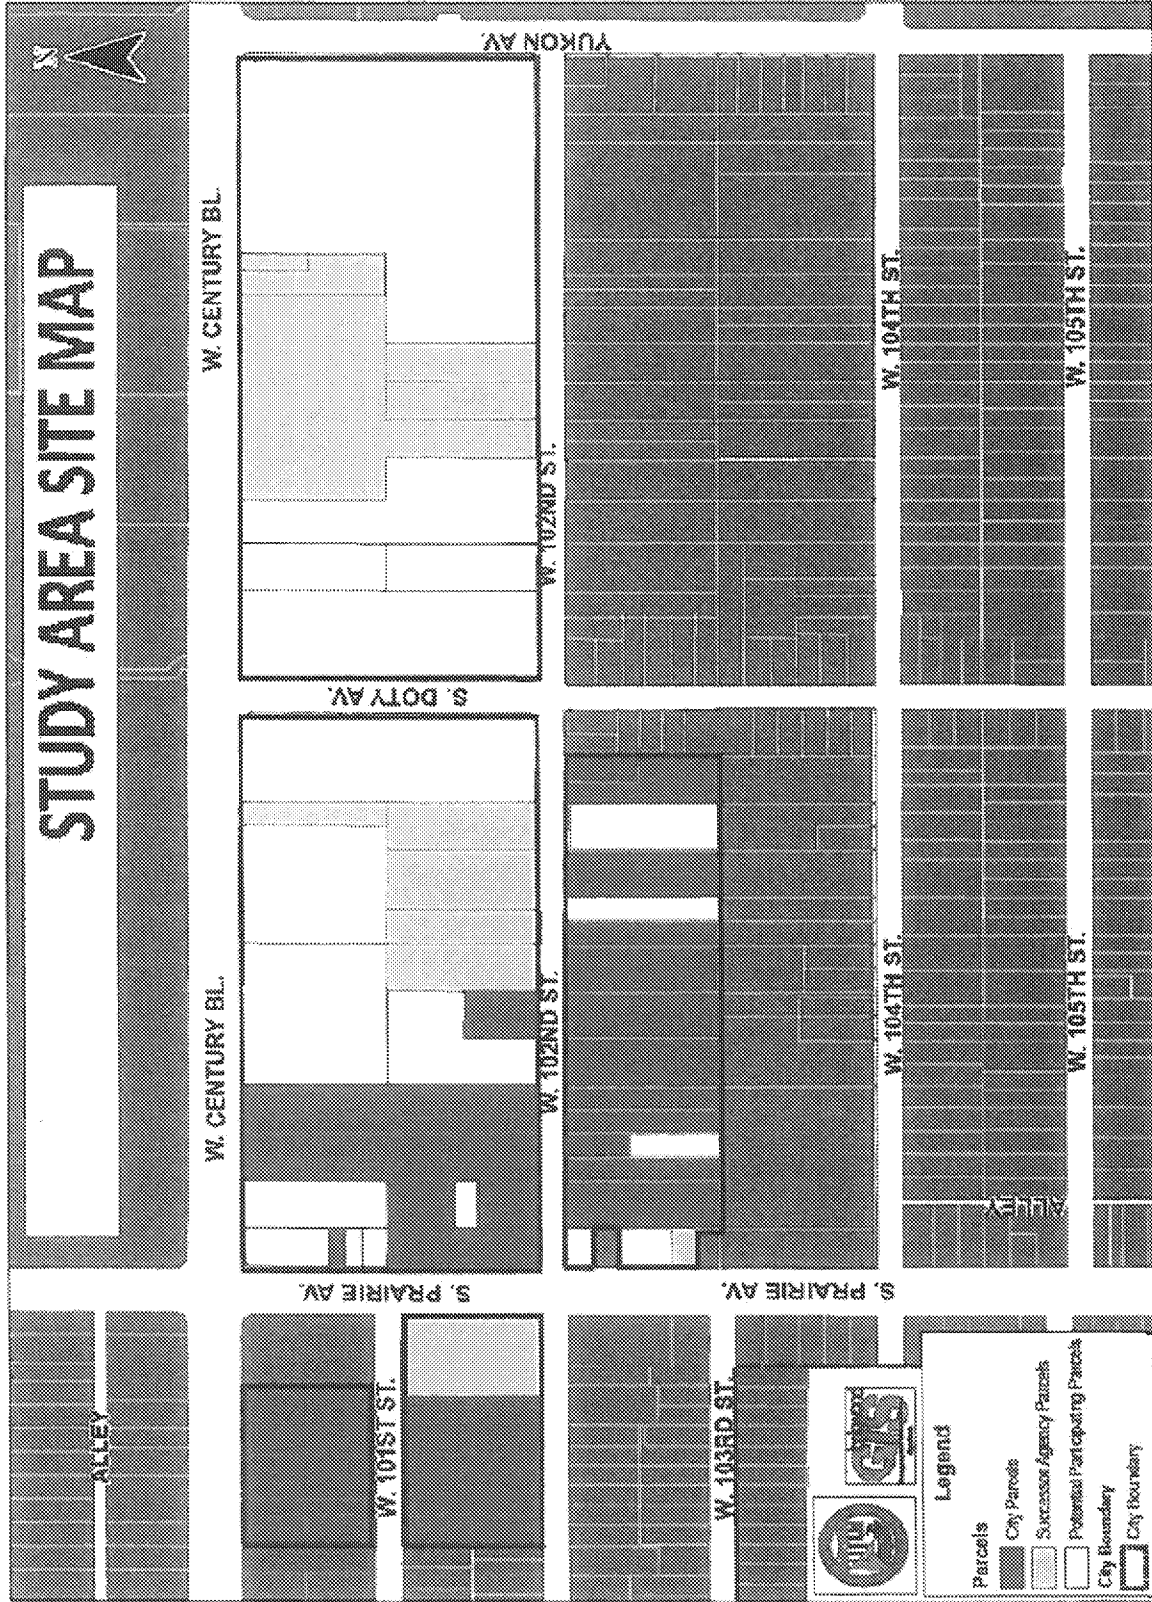 STUDY AREA SITE MAP
N
ALLEY
W. CENTURY BL.
W. CENTURY BL.
YUKON AV.
S. DOTY AV.
S. PRAIRIE AV.
W. 101ST ST.
W. 102ND ST.
W. 102ND ST.
S. PRAIRIE AV.
W. 103RD ST.
W. 104TH ST.
W. 104TH ST.
ALLEY
W. 105TH ST.
W. 105TH ST.
GIS
Legend
Parcels
City Parcels
Successor Agency Parcels
Potential Participating Parcels
City Boundary
City Boundary